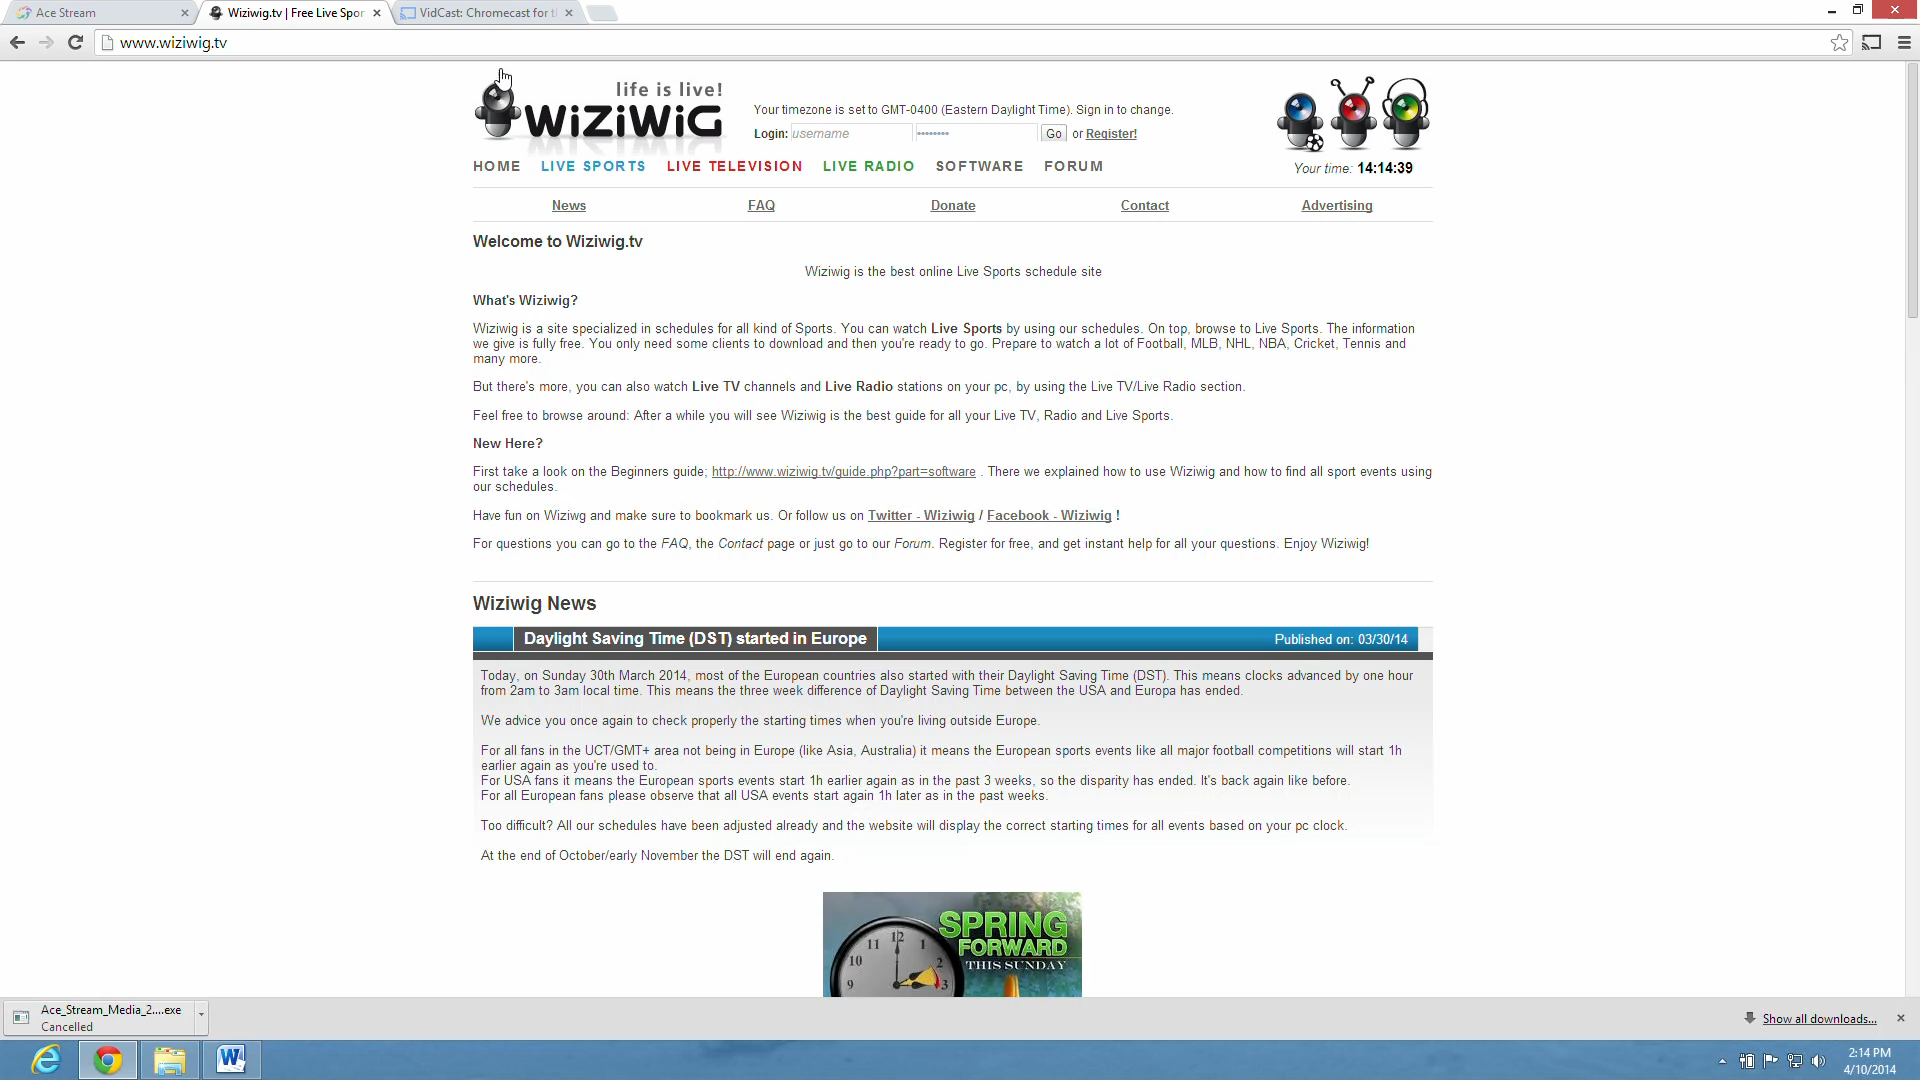 Ace Stream
Wiziwig.tv | Free Live Spor
VidCast: Chromecast for t
www.wiziwig.tv
life is live!
WiZiWiG
Your timezone is set to GMT-0400 (Eastern Daylight Time). Sign in to change.
Login: username •••••••• Go or Register!
HOME LIVE SPORTS LIVE TELEVISION LIVE RADIO SOFTWARE FORUM
Your time: 14:14:39
News FAQ Donate Contact Advertising
Welcome to Wiziwig.tv
Wiziwig is the best online Live Sports schedule site
What's Wiziwig?
Wiziwig is a site specialized in schedules for all kind of Sports. You can watch Live Sports by using our schedules. On top, browse to Live Sports. The information
we give is fully free. You only need some clients to download and then you're ready to go. Prepare to watch a lot of Football, MLB, NHL, NBA, Cricket, Tennis and
many more.
But there's more, you can also watch Live TV channels and Live Radio stations on your pc, by using the Live TV/Live Radio section.
Feel free to browse around: After a while you will see Wiziwig is the best guide for all your Live TV, Radio and Live Sports.
New Here?
First take a look on the Beginners guide; http://www.wiziwig.tv/guide.php?part=software . There we explained how to use Wiziwig and how to find all sport events using
our schedules.
Have fun on Wiziwg and make sure to bookmark us. Or follow us on Twitter - Wiziwig / Facebook - Wiziwig !
For questions you can go to the FAQ, the Contact page or just go to our Forum. Register for free, and get instant help for all your questions. Enjoy Wiziwig!
Wiziwig News
Daylight Saving Time (DST) started in Europe
Published on: 03/30/14
Today, on Sunday 30th March 2014, most of the European countries also started with their Daylight Saving Time (DST). This means clocks advanced by one hour
from 2am to 3am local time. This means the three week difference of Daylight Saving Time between the USA and Europa has ended.
We advice you once again to check properly the starting times when you're living outside Europe.
For all fans in the UCT/GMT+ area not being in Europe (like Asia, Australia) it means the European sports events like all major football competitions will start 1h
earlier again as you're used to.
For USA fans it means the European sports events start 1h earlier again as in the past 3 weeks, so the disparity has ended. It's back again like before.
For all European fans please observe that all USA events start again 1h later as in the past weeks.
Too difficult? All our schedules have been adjusted already and the website will display the correct starting times for all events based on your pc clock.
At the end of October/early November the DST will end again.
SPRING
FORWARD
THIS SUNDAY
11 12 1
10 2
9 3
Ace_Stream_Media_2....exe
Cancelled
Show all downloads...
2:14 PM
4/10/2014